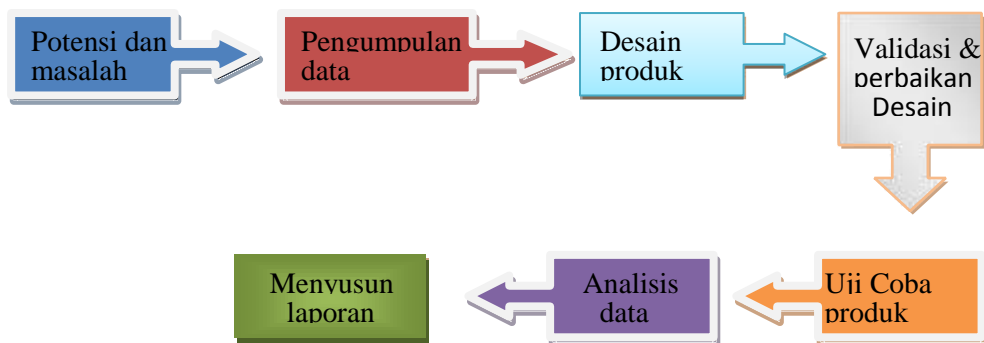 Potensi dan
masalah
Pengumpulan
data
Desain
produk
Validasi &
perbaikan
Desain
Uji Coba
produk
Analisis
data
Menyusun
laporan